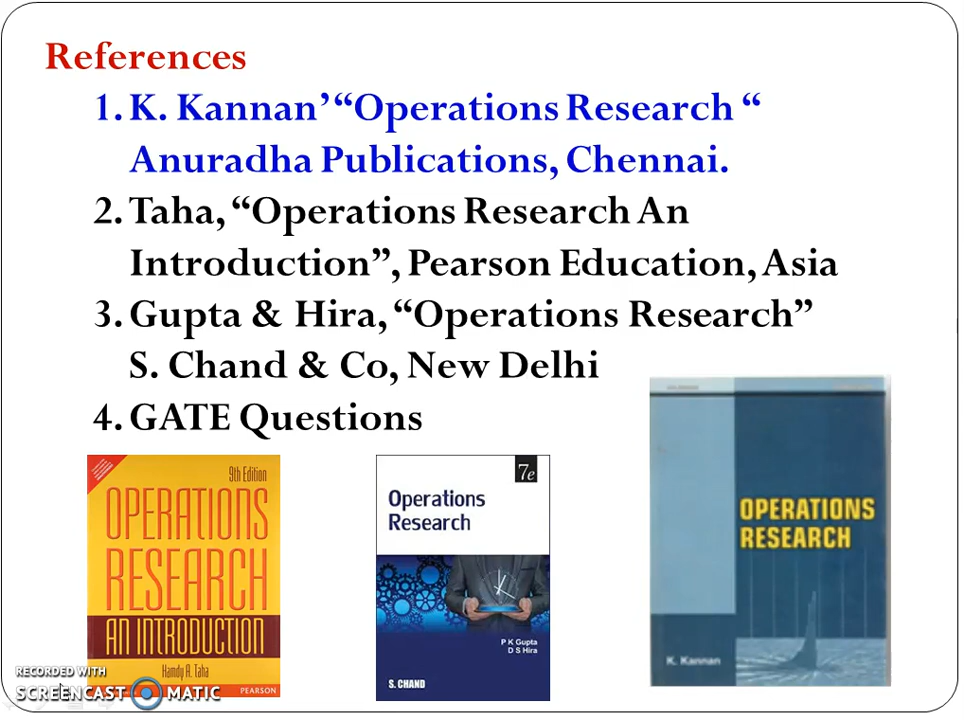 References
1. K. Kannan’ “Operations Research “
Anuradha Publications, Chennai.
2. Taha, “Operations Research An
Introduction”, Pearson Education, Asia
3. Gupta & Hira, “Operations Research”
S. Chand & Co, New Delhi
4. GATE Questions
9th Edition
OPERATIONS
RESEARCH
AN INTRODUCTION
Hamdy A. Taha
PEARSON
7e
Operations
Research
P K Gupta
D S Hira
S. CHAND
OPERATIONS
RESEARCH
K. Kannan
RECORDED WITH
SCREENCAST MATIC